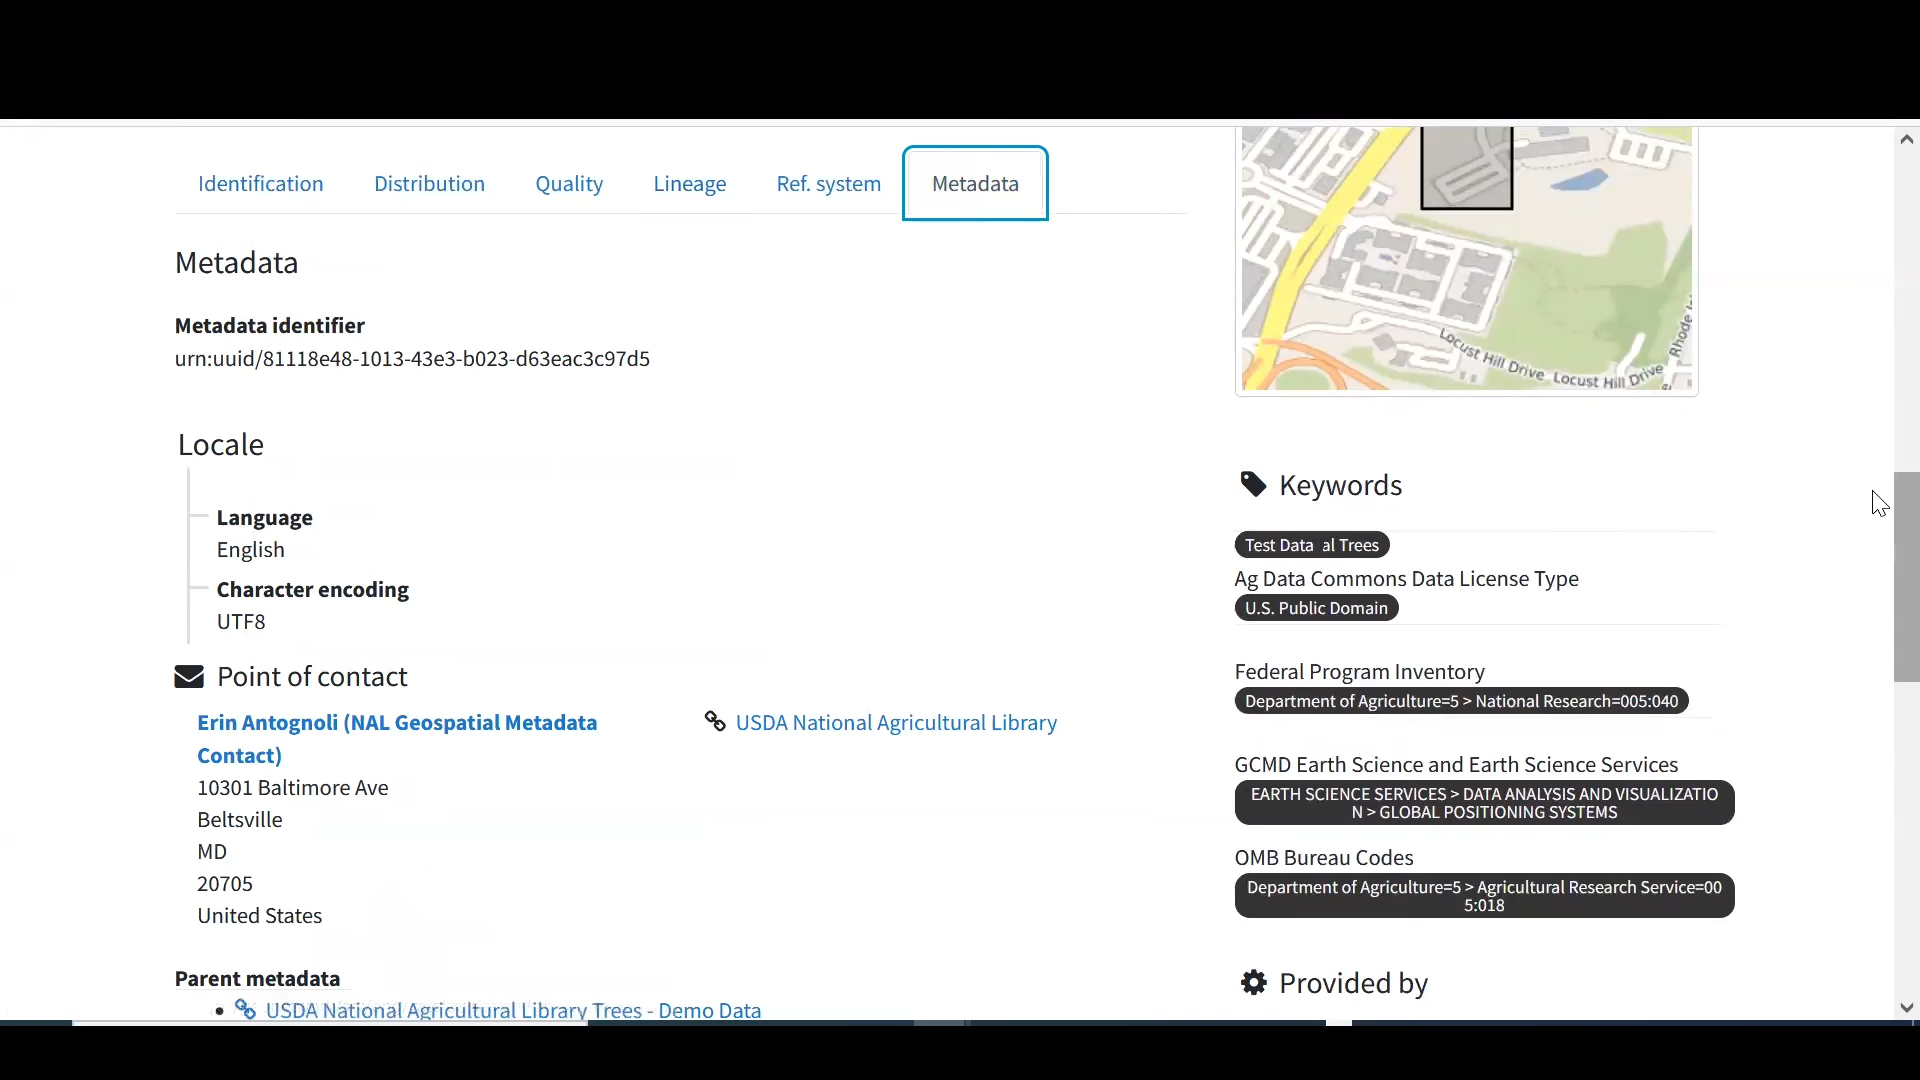 Identification Distribution Quality Lineage Ref. system Metadata
Metadata
Metadata identifier
urn:uuid/81118e48-1013-43e3-b023-d63eac3c97d5
Locale
Language
English
Character encoding
UTF8
Point of contact
Erin Antognoli (NAL Geospatial Metadata
Contact)
USDA National Agricultural Library
10301 Baltimore Ave
Beltsville
MD
20705
United States
Parent metadata
USDA National Agricultural Library Trees - Demo Data
Locust Hill Drive Locust Hill Drive
Rhode
Keywords
Test Data al Trees
Ag Data Commons Data License Type
U.S. Public Domain
Federal Program Inventory
Department of Agriculture=5 > National Research=005:040
GCMD Earth Science and Earth Science Services
EARTH SCIENCE SERVICES > DATA ANALYSIS AND VISUALIZATIO
N > GLOBAL POSITIONING SYSTEMS
OMB Bureau Codes
Department of Agriculture=5 > Agricultural Research Service=00
5:018
Provided by